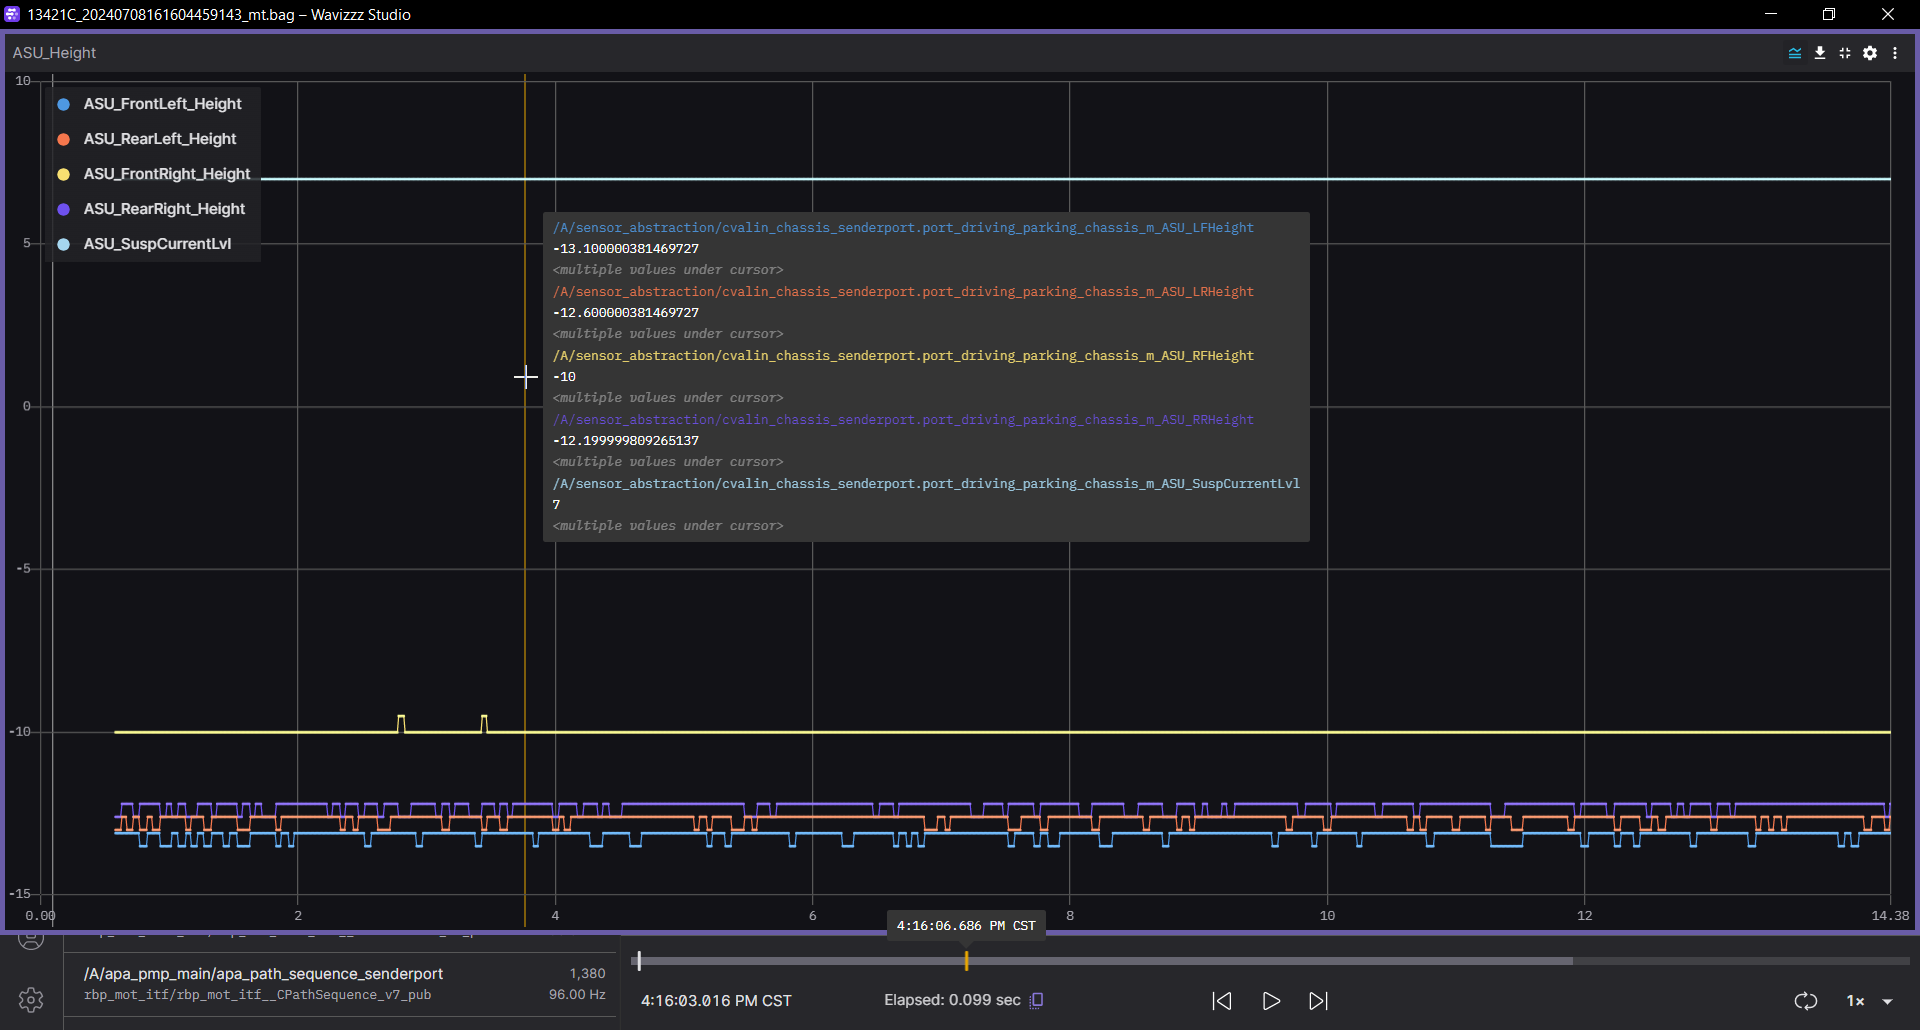 13421C_20240708161604459143_mt.bag – Wavizzz Studio
ASU_Height
10
5
0
-5
-10
-15
ASU_FrontLeft_Height
ASU_RearLeft_Height
ASU_FrontRight_Height
ASU_RearRight_Height
ASU_SuspCurrentLvl
/A/sensor_abstraction/cvalin_chassis_senderport.port_driving_parking_chassis_m_ASU_LFHeight
-13.100000381469727
<multiple values under cursor>
/A/sensor_abstraction/cvalin_chassis_senderport.port_driving_parking_chassis_m_ASU_LRHeight
-12.600000381469727
<multiple values under cursor>
/A/sensor_abstraction/cvalin_chassis_senderport.port_driving_parking_chassis_m_ASU_RFHeight
-10
<multiple values under cursor>
/A/sensor_abstraction/cvalin_chassis_senderport.port_driving_parking_chassis_m_ASU_RRHeight
-12.199999809265137
<multiple values under cursor>
/A/sensor_abstraction/cvalin_chassis_senderport.port_driving_parking_chassis_m_ASU_SuspCurrentLvl
7
<multiple values under cursor>
0.00 2 4 6 8 10 12 14.38
4:16:06.686 PM CST
/A/apa_pmp_main/apa_path_sequence_senderport 1,380
rbp_mot_itf/rbp_mot_itf__CPathSequence_v7_pub 96.00 Hz
4:16:03.016 PM CST
Elapsed: 0.099 sec
1×